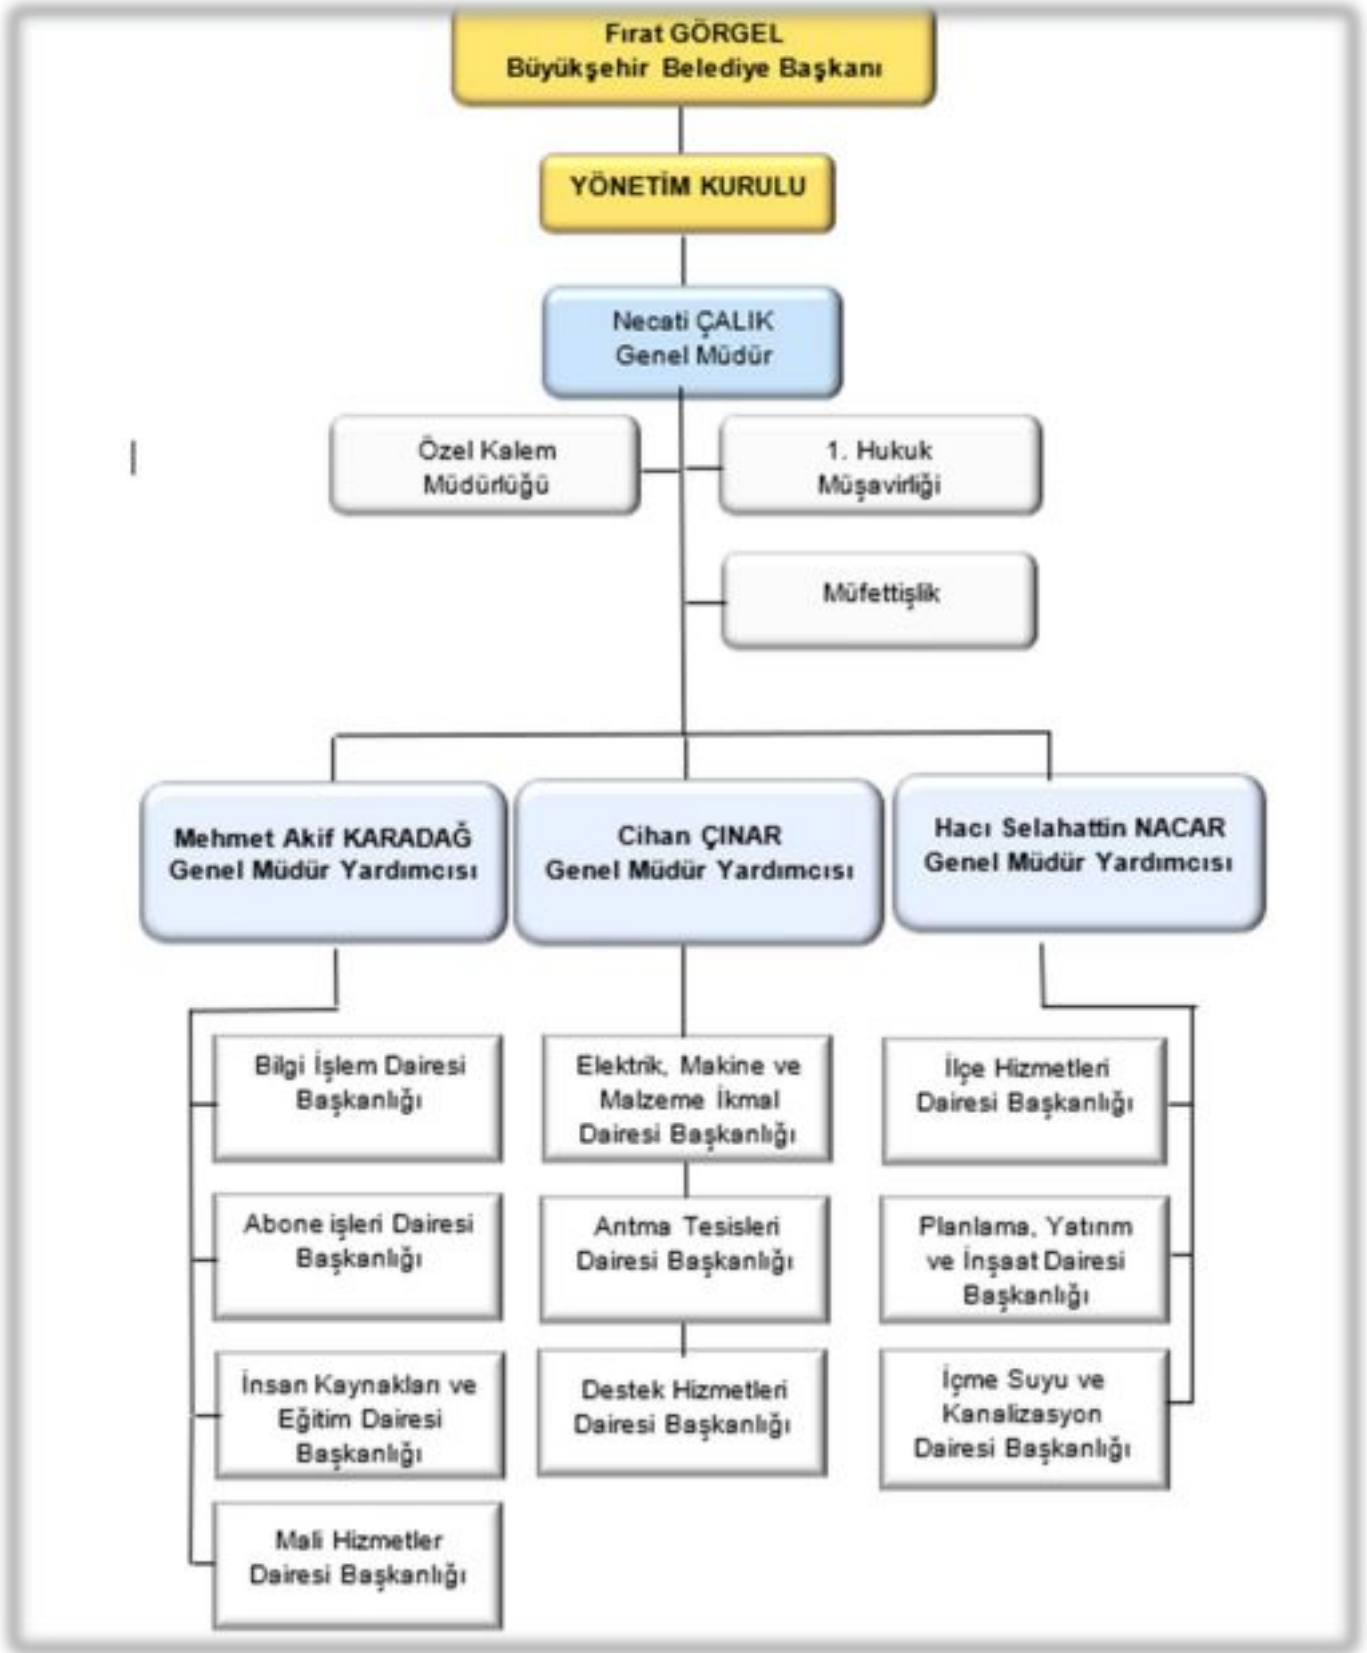 Fırat GÖRGEL
Büyükşehir Belediye Başkanı
YÖNETİM KURULU
Necati ÇALIK
Genel Müdür
Özel Kalem
Müdürlüğü
1. Hukuk
Müşavirliği
Müfettişlik
Mehmet Akif KARADAĞ
Genel Müdür Yardımcısı
Cihan ÇINAR
Genel Müdür Yardımcısı
Hacı Selahattin NACAR
Genel Müdür Yardımcısı
Bilgi İşlem Dairesi
Başkanlığı
Abone işleri Dairesi
Başkanlığı
İnsan Kaynakları ve
Eğitim Dairesi
Başkanlığı
Mali Hizmetler
Dairesi Başkanlığı
Elektrik, Makine ve
Malzeme İkmal
Dairesi Başkanlığı
Arıtma Tesisleri
Dairesi Başkanlığı
Destek Hizmetleri
Dairesi Başkanlığı
İlçe Hizmetleri
Dairesi Başkanlığı
Planlama, Yatırım
ve İnşaat Dairesi
Başkanlığı
İçme Suyu ve
Kanalizasyon
Dairesi Başkanlığı